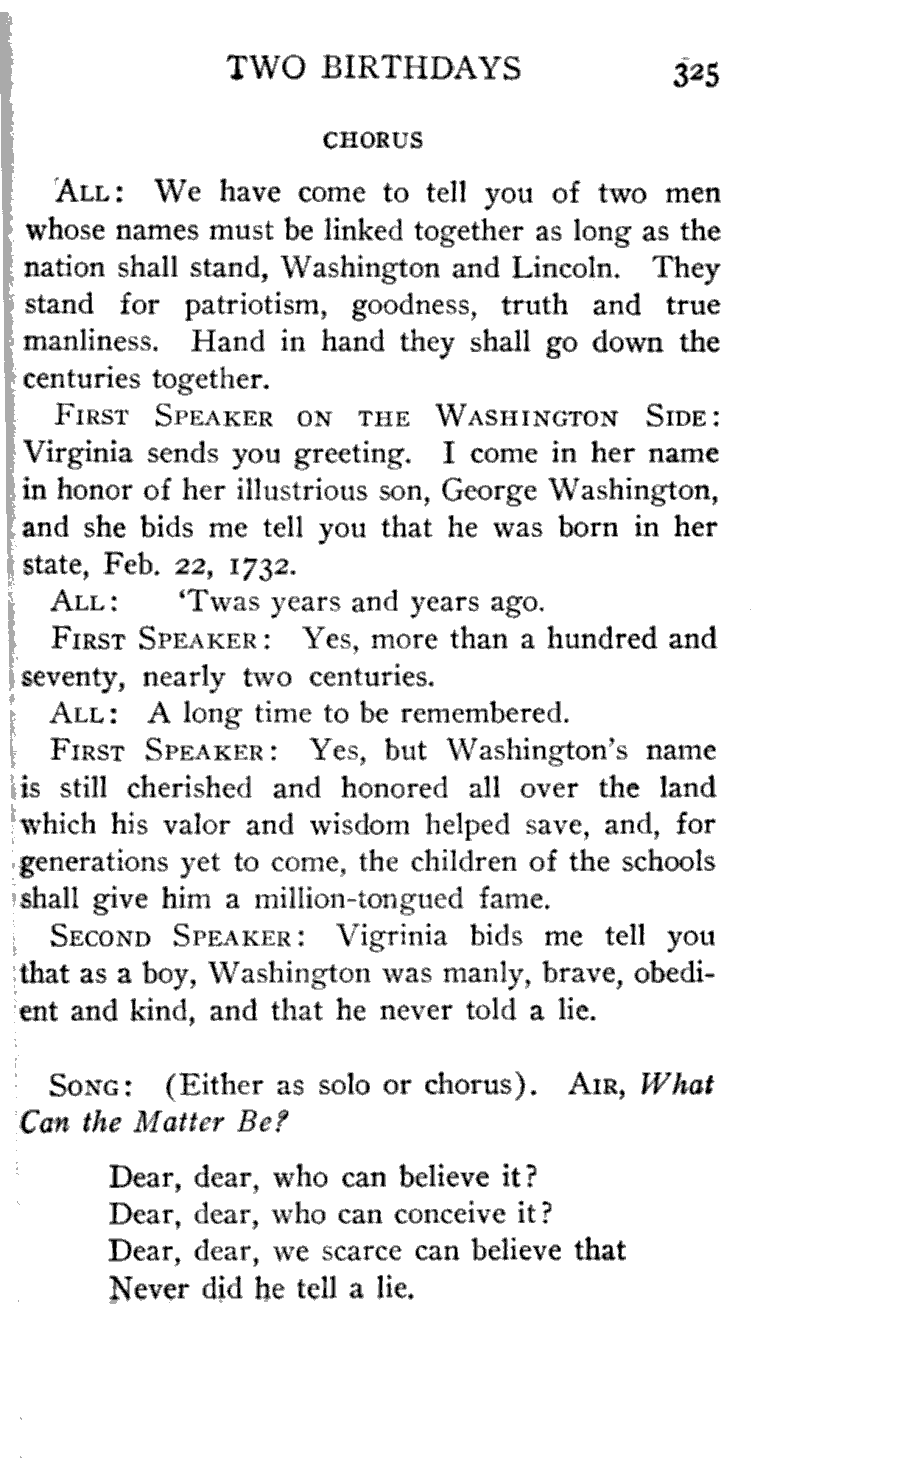 TWO BIRTHDAYS 325
CHORUS
ALL: We have come to tell you of two men
whose names must be linked together as long as the
nation shall stand, Washington and Lincoln. They
stand for patriotism, goodness, truth and true
manliness. Hand in hand they shall go down the
centuries together.
FIRST SPEAKER ON THE WASHINGTON SIDE:
Virginia sends you greeting. I come in her name
in honor of her illustrious son, George Washington,
and she bids me tell you that he was born in her
state, Feb. 22, 1732.
ALL: ‘Twas years and years ago.
FIRST SPEAKER: Yes, more than a hundred and
seventy, nearly two centuries.
ALL: A long time to be remembered.
FIRST SPEAKER: Yes, but Washington's name
is still cherished and honored all over the land
which his valor and wisdom helped save, and, for
generations yet to come, the children of the schools
shall give him a million-tongued fame.
SECOND SPEAKER: Vigrinia bids me tell you
that as a boy, Washington was manly, brave, obedi-
ent and kind, and that he never told a lie.
SONG: (Either as solo or chorus). AIR, What
Can the Matter Be?
Dear, dear, who can believe it?
Dear, dear, who can conceive it?
Dear, dear, we scarce can believe that
Never did he tell a lie.